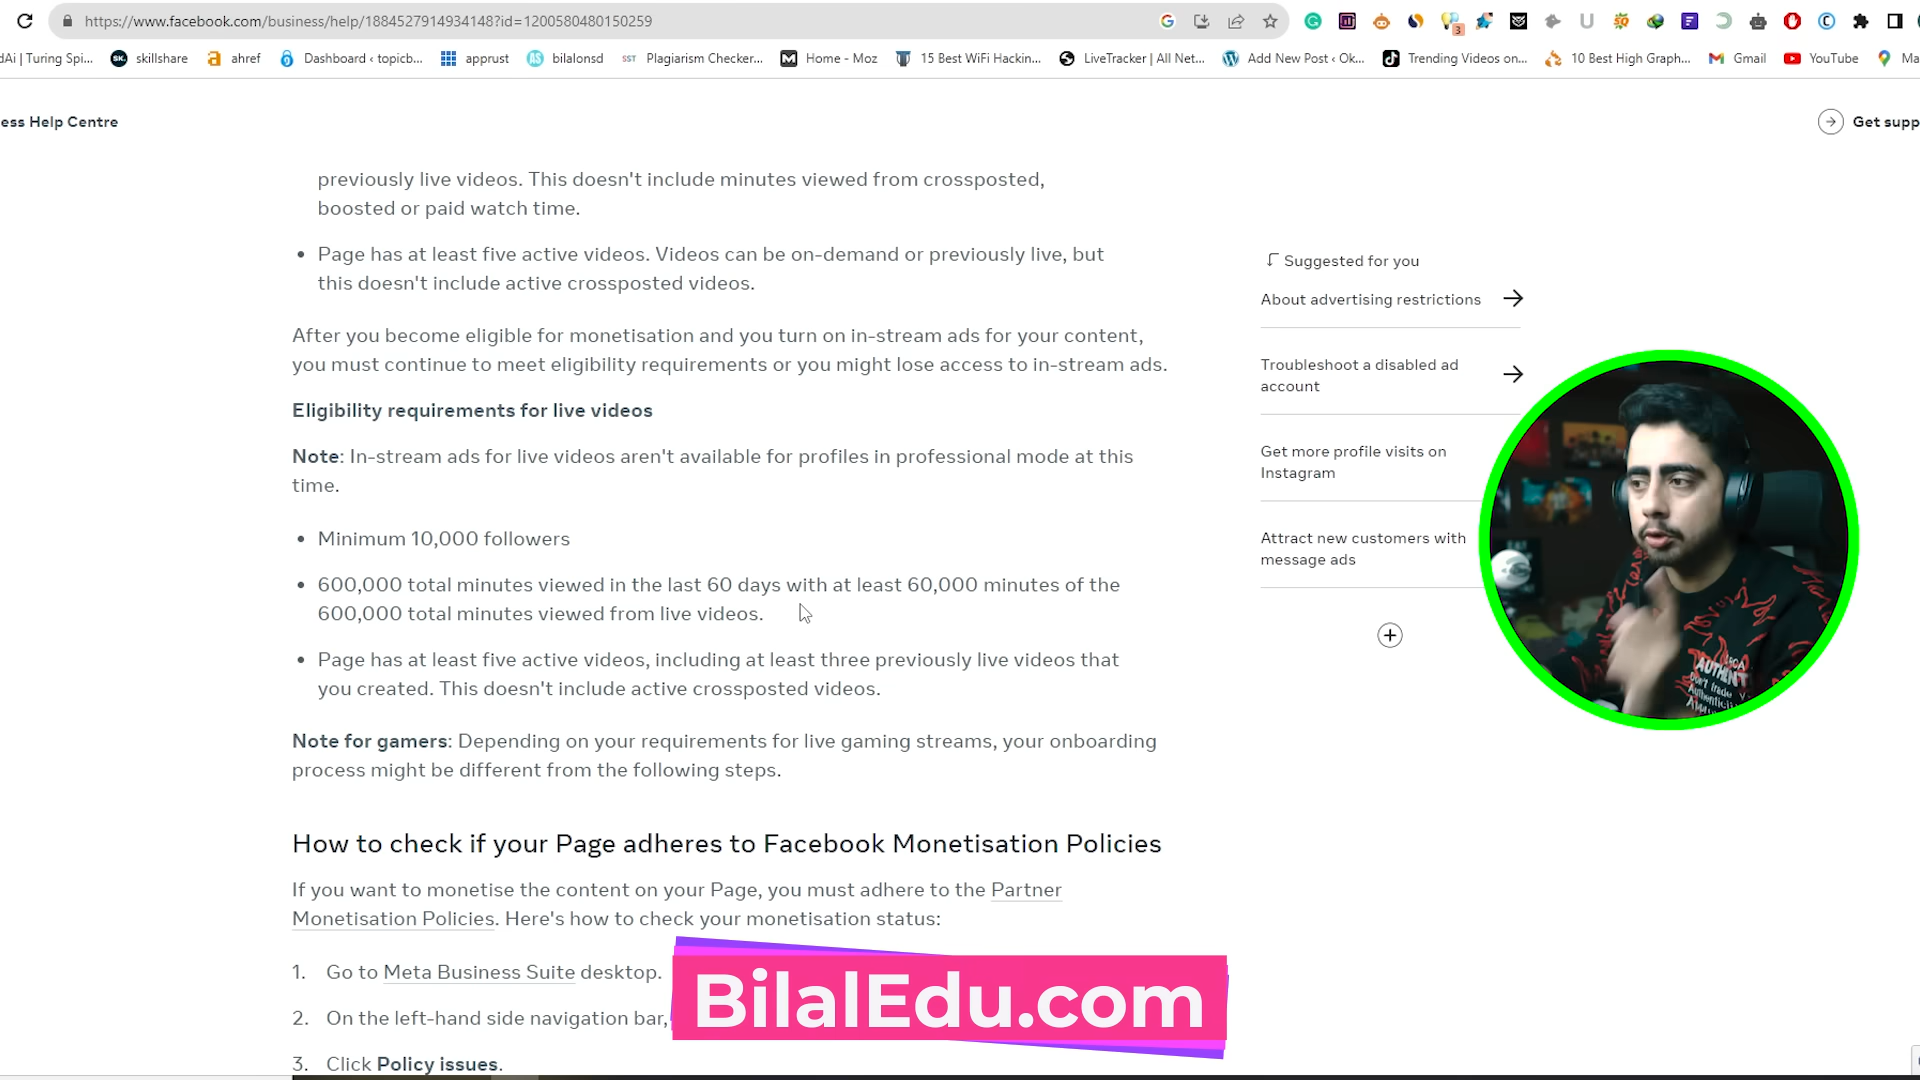 https://www.facebook.com/business/help/1884527914934148?id=1200580480150259
3
dAi | Turing Spi...
SK.
skillshare
ahref
Dashboard ‹ topicb...
apprust
AS
bilalonsd
SST
Plagiarism Checker...
Home - Moz
15 Best WiFi Hackin...
LiveTracker | All Net...
Add New Post ‹ Ok...
Trending Videos on...
10 Best High Graph...
Gmail
YouTube
Ma
ess Help Centre
Get supp
previously live videos. This doesn't include minutes viewed from crossposted,
boosted or paid watch time.
• Page has at least five active videos. Videos can be on-demand or previously live, but
this doesn't include active crossposted videos.
After you become eligible for monetisation and you turn on in-stream ads for your content,
you must continue to meet eligibility requirements or you might lose access to in-stream ads.
Eligibility requirements for live videos
Note: In-stream ads for live videos aren't available for profiles in professional mode at this
time.
• Minimum 10,000 followers
• 600,000 total minutes viewed in the last 60 days with at least 60,000 minutes of the
600,000 total minutes viewed from live videos.
• Page has at least five active videos, including at least three previously live videos that
you created. This doesn't include active crossposted videos.
Note for gamers: Depending on your requirements for live gaming streams, your onboarding
process might be different from the following steps.
How to check if your Page adheres to Facebook Monetisation Policies
If you want to monetise the content on your Page, you must adhere to the Partner
Monetisation Policies. Here's how to check your monetisation status:
1. Go to Meta Business Suite desktop.
2. On the left-hand side navigation bar,
3. Click Policy issues.
Suggested for you
About advertising restrictions
Troubleshoot a disabled ad
account
Get more profile visits on
Instagram
Attract new customers with
message ads
AUTHENT
Don't trade
BilalEdu.com